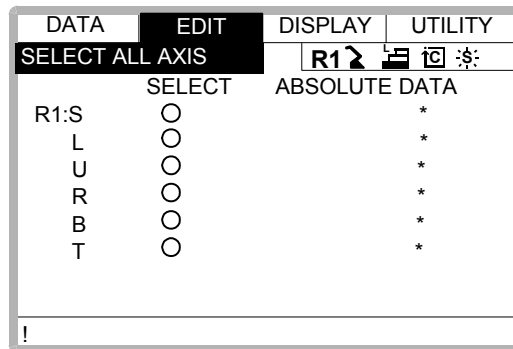 DATA EDIT DISPLAY UTILITY
SELECT ALL AXIS R1 L C S
SELECT ABSOLUTE DATA
R1:S *
L *
U *
R *
B *
T *
!